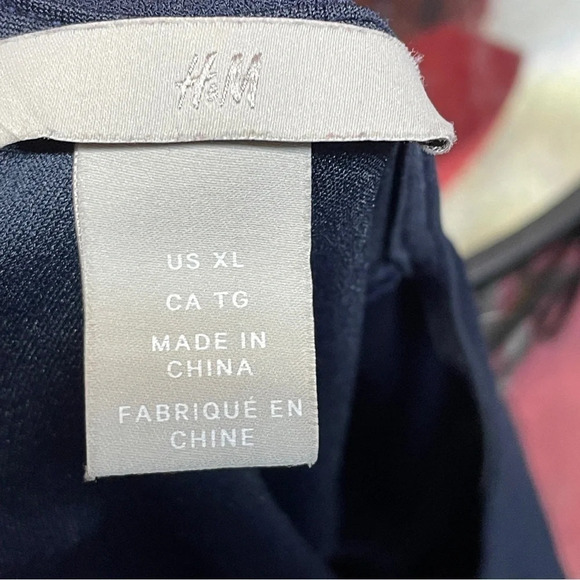 H&M
US XL
CA TG
MADE IN
CHINA
FABRIQUÉ EN
CHINE